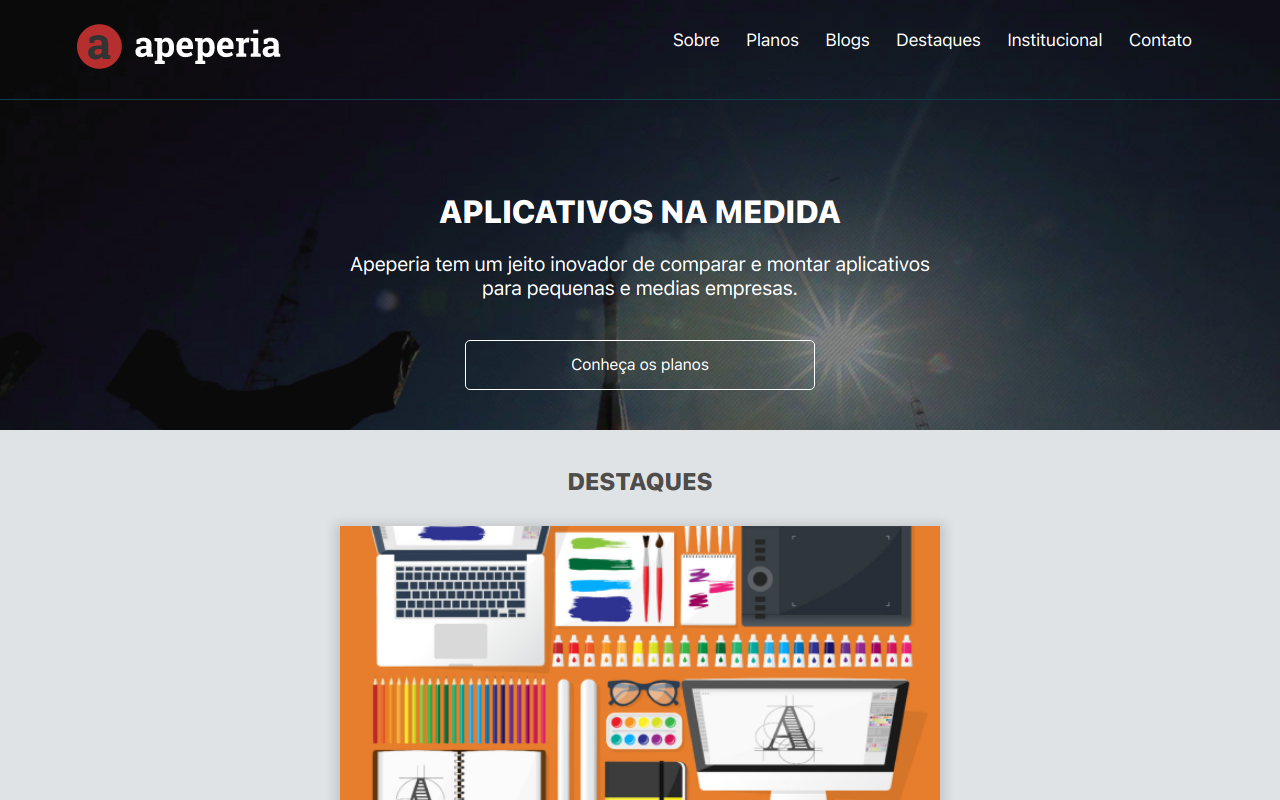 a apeperia
Sobre Planos Blogs Destaques Institucional Contato
APLICATIVOS NA MEDIDA
Apeperia tem um jeito inovador de comparar e montar aplicativos
para pequenas e medias empresas.
Conheça os planos
DESTAQUES
A
A